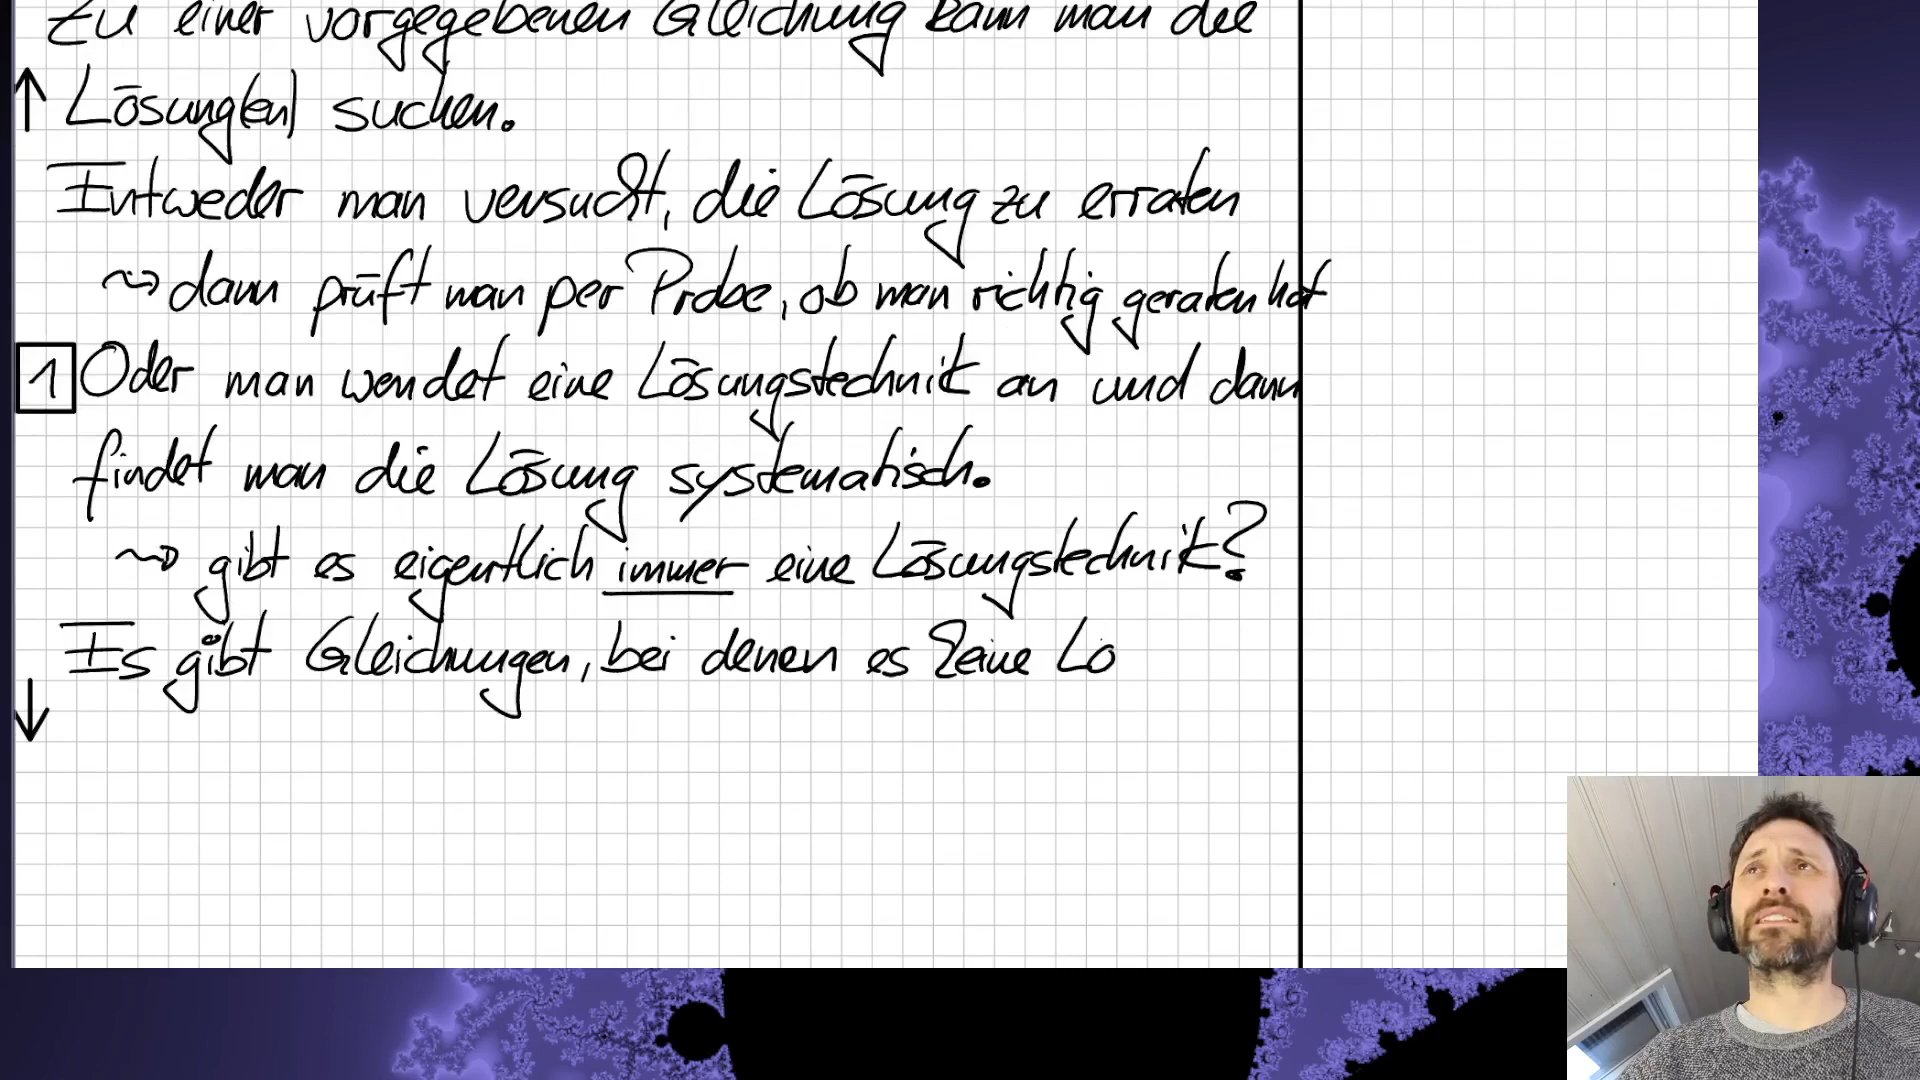 Zu einer vorgegebenen Gleichung kann man die
Lösung(en) suchen.
Entweder man versucht, die Lösung zu erraten
⇝ dann prüft man per Probe, ob man richtig geraten hat
1 Oder man wendet eine Lösungstechnik an und dann
findet man die Lösung systematisch.
⇝ gibt es eigentlich immer eine Lösungstechnik?
Es gibt Gleichungen, bei denen es keine Lö